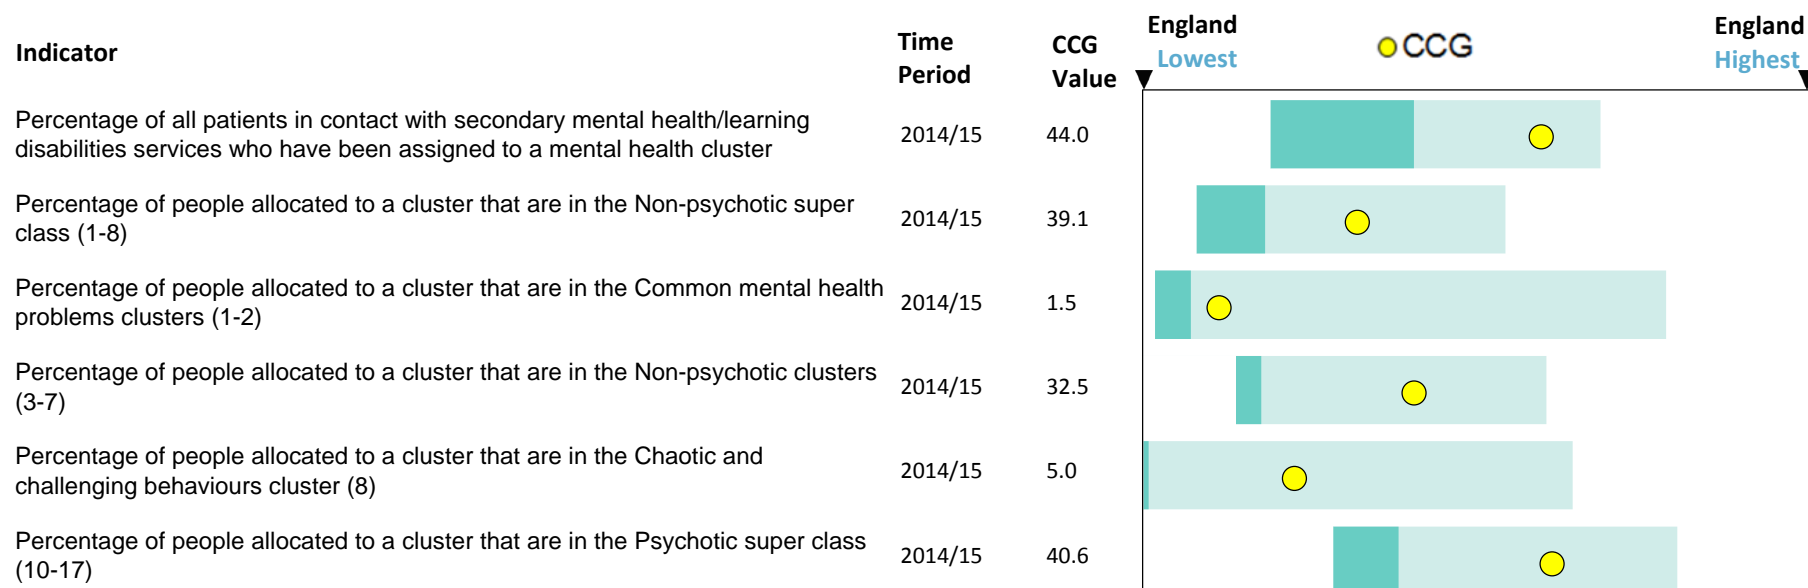 Indicator
Time Period
CCG Value
England Lowest
CCG
England Highest
Percentage of all patients in contact with secondary mental health/learning
disabilities services who have been assigned to a mental health cluster
2014/15 44.0
Percentage of people allocated to a cluster that are in the Non-psychotic super
class (1-8)
2014/15 39.1
Percentage of people allocated to a cluster that are in the Common mental health
problems clusters (1-2)
2014/15 1.5
Percentage of people allocated to a cluster that are in the Non-psychotic clusters
(3-7)
2014/15 32.5
Percentage of people allocated to a cluster that are in the Chaotic and
challenging behaviours cluster (8)
2014/15 5.0
Percentage of people allocated to a cluster that are in the Psychotic super class
(10-17)
2014/15 40.6